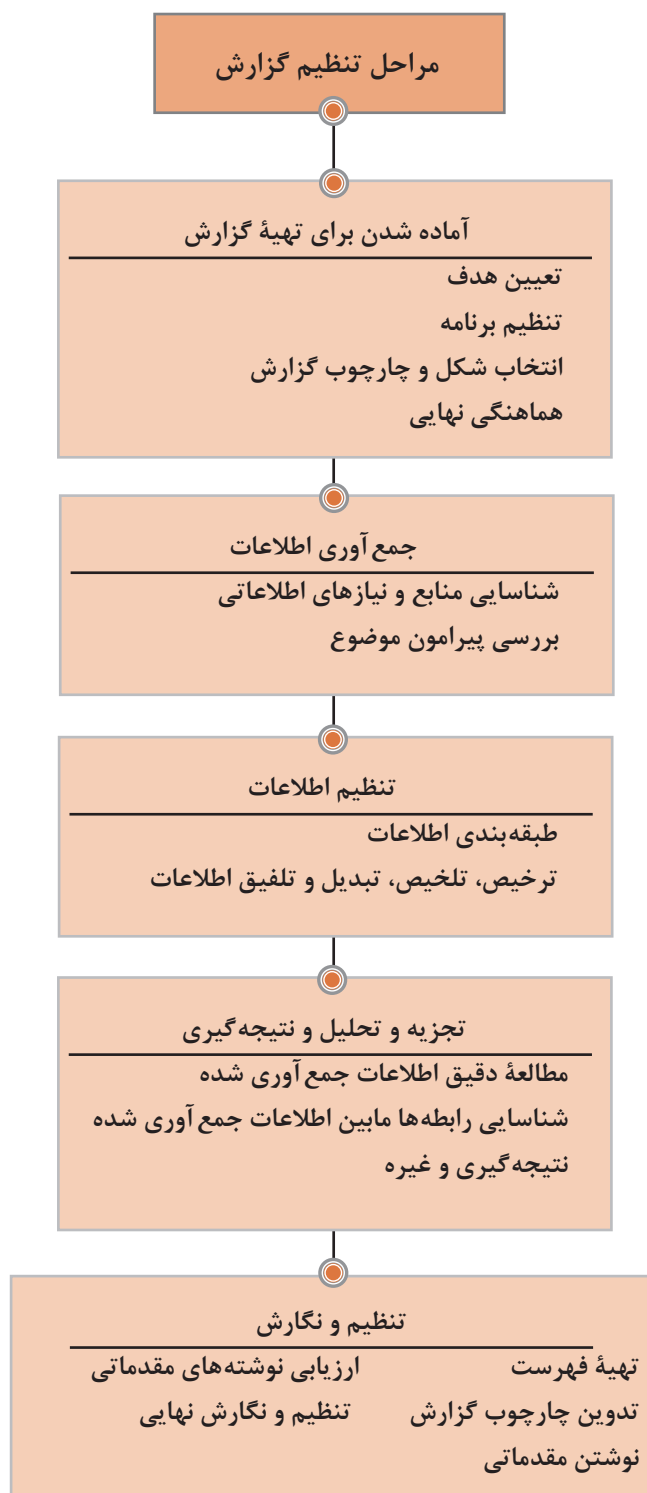 مراحل تنظیم گزارش
آماده شدن برای تهیهٔ گزارش
تعیین هدف
تنظیم برنامه
انتخاب شکل و چارچوب گزارش
هماهنگی نهایی
جمع‌آوری اطلاعات
شناسایی منابع و نیازهای اطلاعاتی
بررسی پیرامون موضوع
تنظیم اطلاعات
طبقه‌بندی اطلاعات
ترخیص، تلخیص، تبدیل و تلفیق اطلاعات
تجزیه و تحلیل و نتیجه‌گیری
مطالعهٔ دقیق اطلاعات جمع‌آوری شده
شناسایی رابطه‌ها مابین اطلاعات جمع‌آوری شده
نتیجه‌گیری و غیره
تنظیم و نگارش
تهیهٔ فهرست
تدوین چارچوب گزارش
نوشتن مقدماتی
ارزیابی نوشته‌های مقدماتی
تنظیم و نگارش نهایی